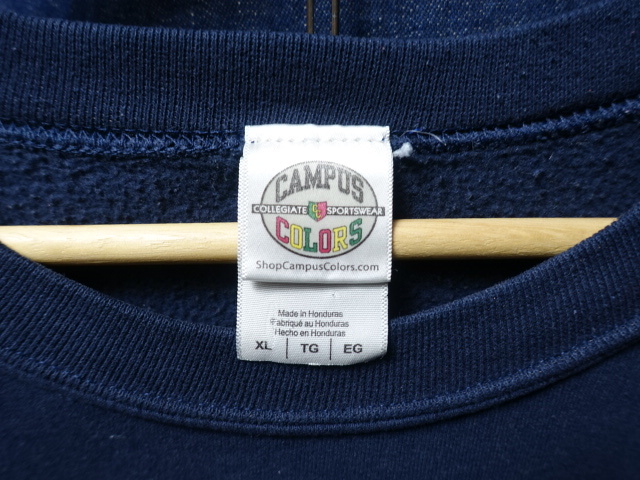 CAMPUS
COLLEGIATE SPORTSWEAR
COLORS
ShopCampusColors.com
Made in Honduras
Fabriqué au Honduras
Hecho en Honduras
XL | TG | EG